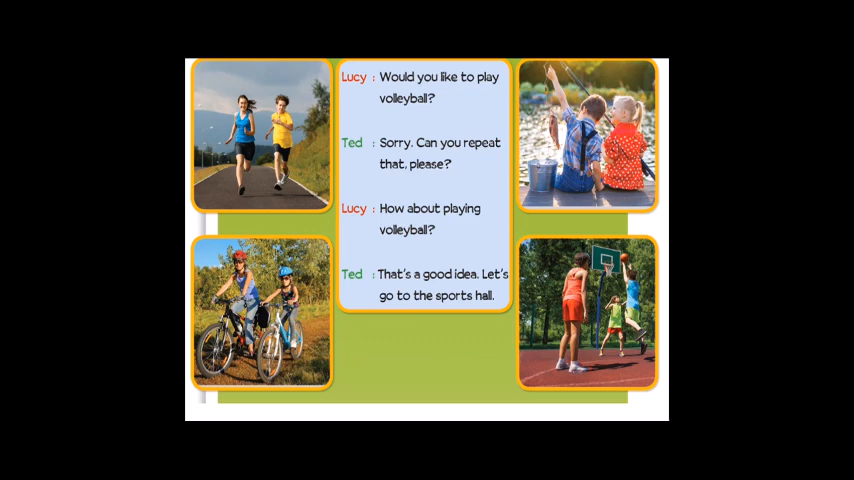 Lucy : Would you like to play
volleyball?
Ted : Sorry. Can you repeat
that, please?
Lucy : How about playing
volleyball?
Ted : That's a good idea. Let's
go to the sports hall.